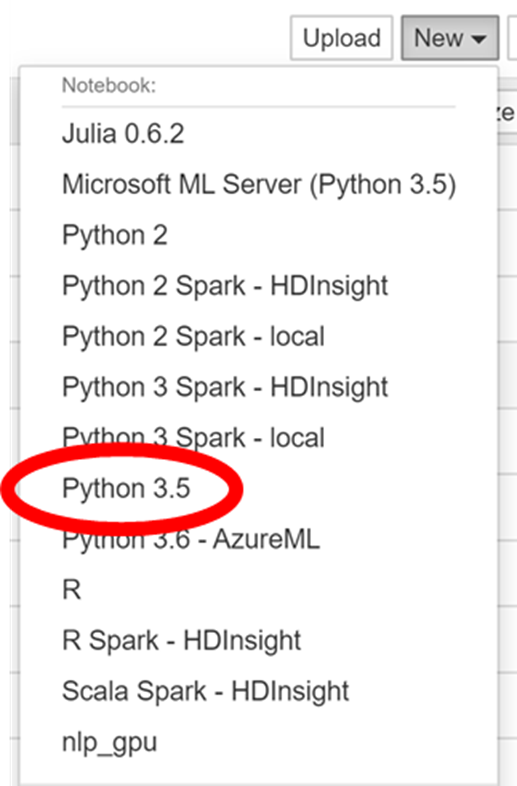 Upload New
Notebook:
Julia 0.6.2
Microsoft ML Server (Python 3.5)
Python 2
Python 2 Spark - HDInsight
Python 2 Spark - local
Python 3 Spark - HDInsight
Python 3 Spark - local
Python 3.5
Python 3.6 - AzureML
R
R Spark - HDInsight
Scala Spark - HDInsight
nlp_gpu